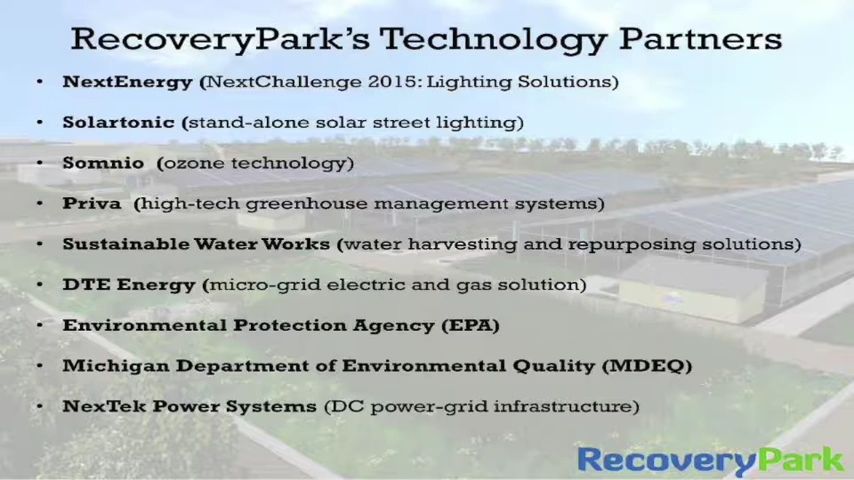 RecoveryPark's Technology Partners
• NextEnergy (NextChallenge 2015: Lighting Solutions)
• Solartonic (stand-alone solar street lighting)
• Somnio (ozone technology)
• Priva (high-tech greenhouse management systems)
• Sustainable Water Works (water harvesting and repurposing solutions)
• DTE Energy (micro-grid electric and gas solution)
• Environmental Protection Agency (EPA)
• Michigan Department of Environmental Quality (MDEQ)
• NexTek Power Systems (DC power-grid infrastructure)
RecoveryPark